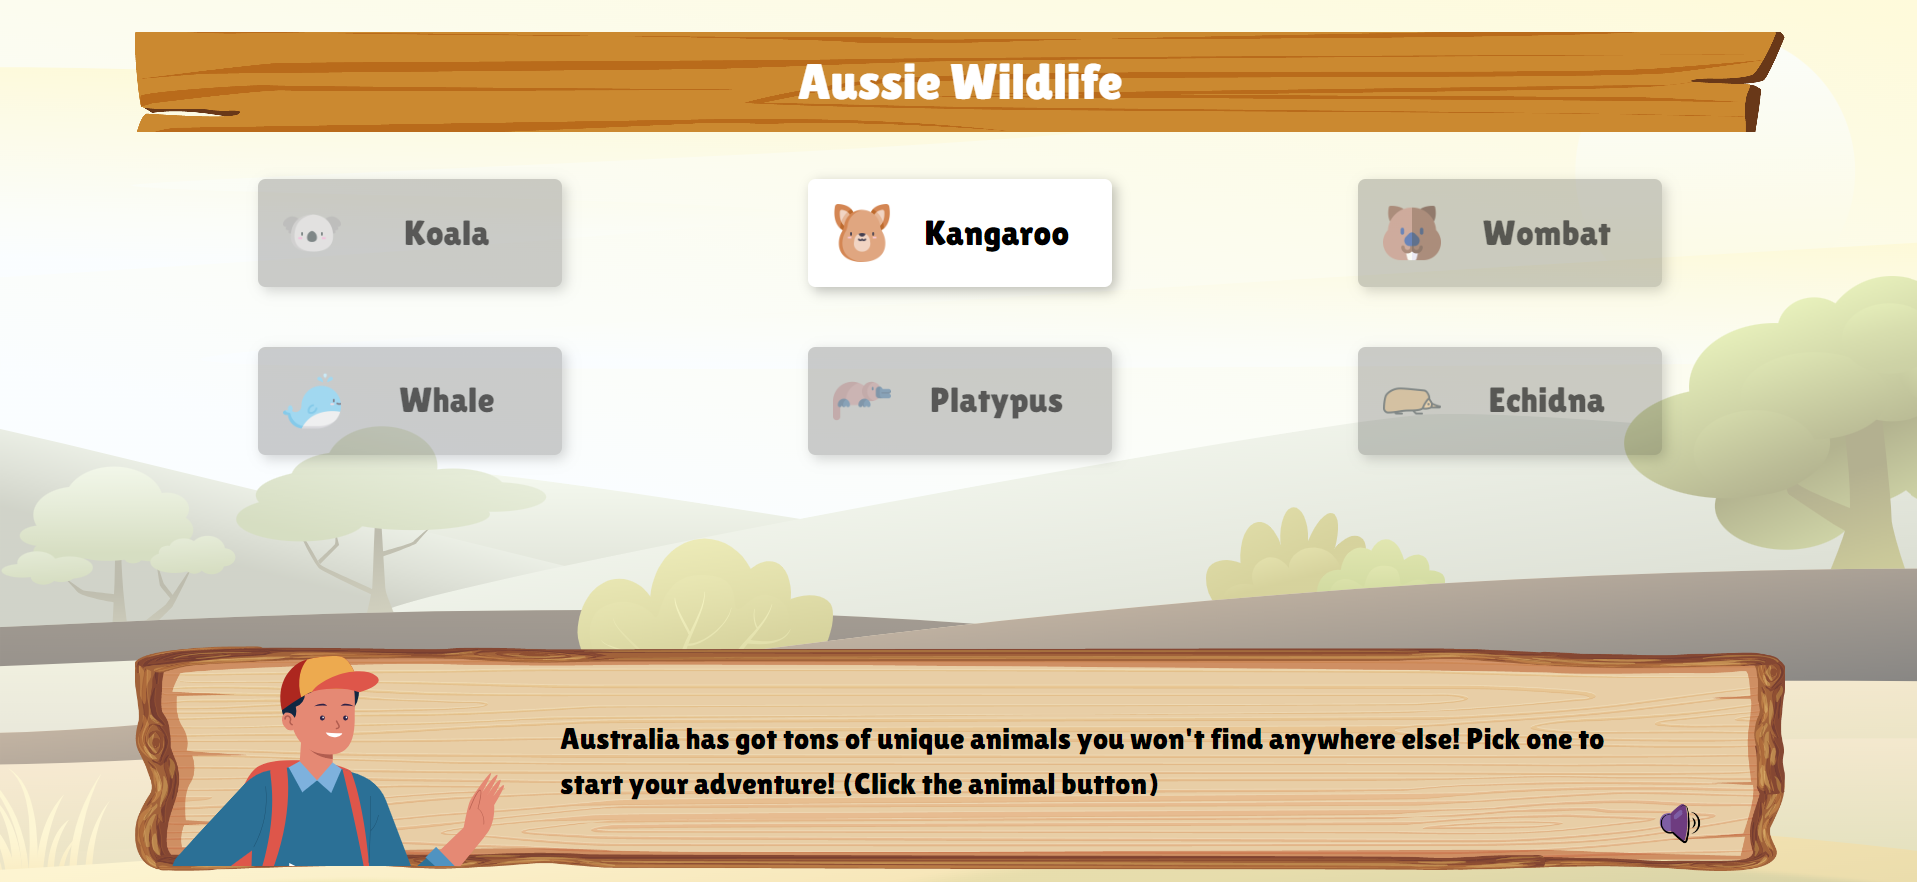 Aussie Wildlife
Koala
Kangaroo
Wombat
Whale
Platypus
Echidna
Australia has got tons of unique animals you won't find anywhere else! Pick one to
start your adventure! (Click the animal button)